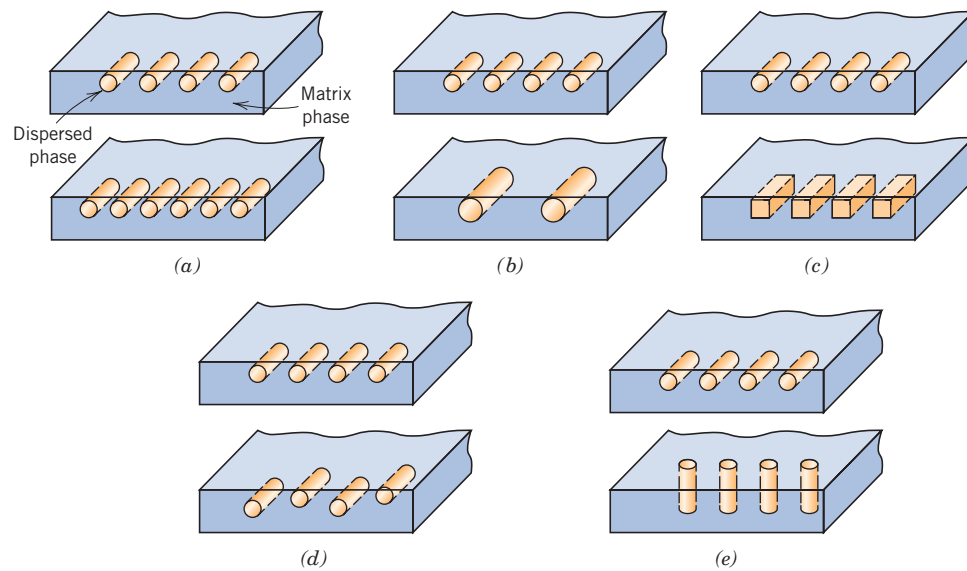 Matrix
phase
Dispersed
phase
(a)
(b)
(c)
(d)
(e)